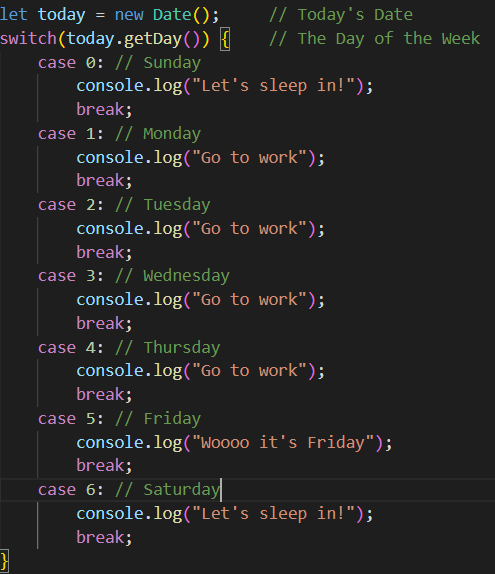 let today = new Date();     // Today's Date
switch(today.getDay()) {    // The Day of the Week
    case 0: // Sunday
        console.log("Let's sleep in!");
        break;
    case 1: // Monday
        console.log("Go to work");
        break;
    case 2: // Tuesday
        console.log("Go to work");
        break;
    case 3: // Wednesday
        console.log("Go to work");
        break;
    case 4: // Thursday
        console.log("Go to work");
        break;
    case 5: // Friday
        console.log("Woooo it's Friday");
        break;
    case 6: // Saturday
        console.log("Let's sleep in!");
        break;
}